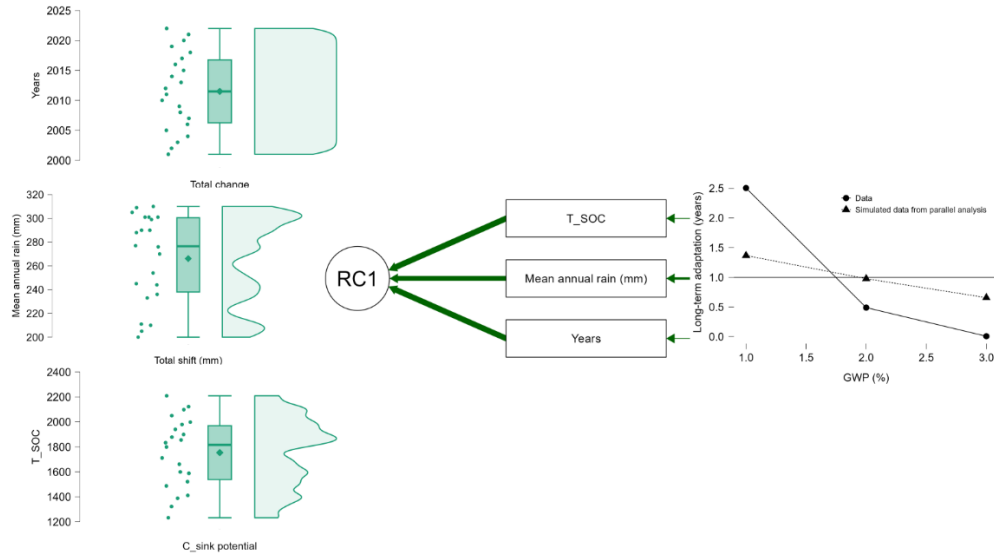 2025
2020
2015
2010
2005
2000
Years
Total change
320
300
280
260
240
220
200
Mean annual rain (mm)
Total shift (mm)
2400
2200
2000
1800
1600
1400
1200
T_SOC
C_sink potential
RC1
T_SOC
Mean annual rain (mm)
Years
2.5
2.0
1.5
1.0
0.5
0.0
Long-term adaptation (years)
Data
Simulated data from parallel analysis
1.0
1.5
2.0
2.5
3.0
GWP (%)